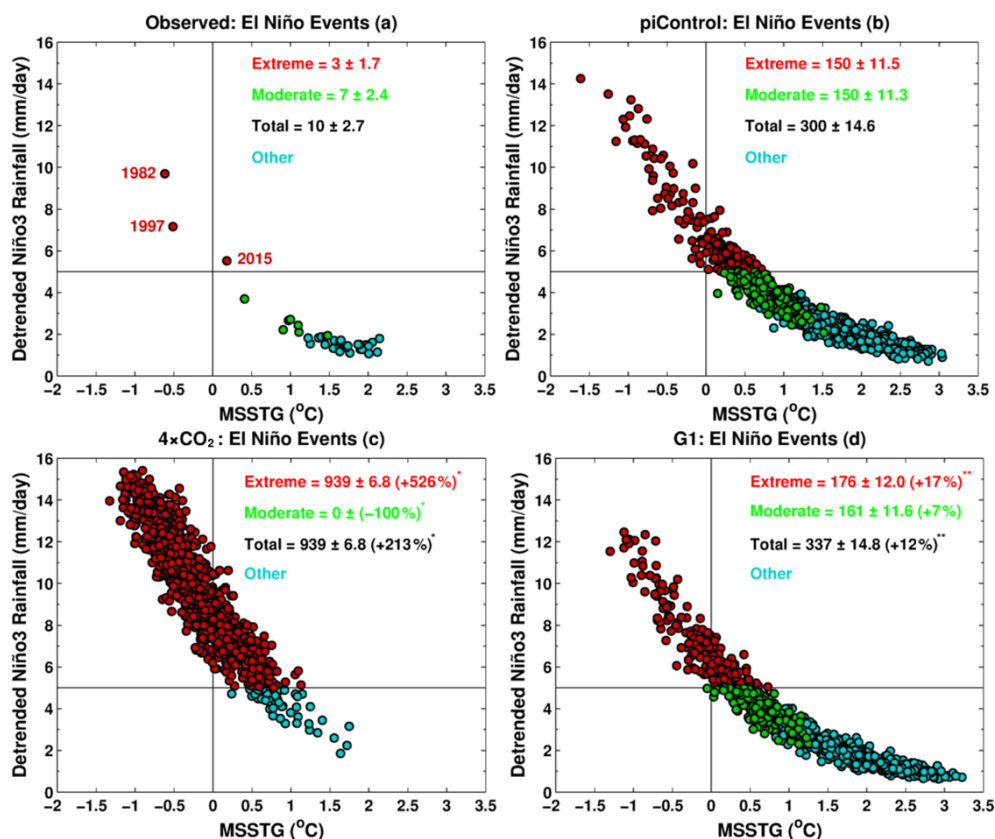 Observed: El Niño Events (a)
Detrended Niño3 Rainfall (mm/day)
16
14
12
10
8
6
4
2
0
Extreme = 3 ± 1.7
Moderate = 7 ± 2.4
Total = 10 ± 2.7
Other
1982
1997
2015
−2 −1.5 −1 −0.5 0 0.5 1 1.5 2 2.5 3 3.5
MSSTG (°C)
piControl: El Niño Events (b)
Detrended Niño3 Rainfall (mm/day)
16
14
12
10
8
6
4
2
0
Extreme = 150 ± 11.5
Moderate = 150 ± 11.3
Total = 300 ± 14.6
Other
−2 −1.5 −1 −0.5 0 0.5 1 1.5 2 2.5 3 3.5
MSSTG (°C)
4×CO₂ : El Niño Events (c)
Detrended Niño3 Rainfall (mm/day)
16
14
12
10
8
6
4
2
0
Extreme = 939 ± 6.8 (+526%)*
Moderate = 0 ± (−100%)*
Total = 939 ± 6.8 (+213%)*
Other
−2 −1.5 −1 −0.5 0 0.5 1 1.5 2 2.5 3 3.5
MSSTG (°C)
G1: El Niño Events (d)
Detrended Niño3 Rainfall (mm/day)
16
14
12
10
8
6
4
2
0
Extreme = 176 ± 12.0 (+17%)**
Moderate = 161 ± 11.6 (+7%)
Total = 337 ± 14.8 (+12%)**
Other
−2 −1.5 −1 −0.5 0 0.5 1 1.5 2 2.5 3 3.5
MSSTG (°C)